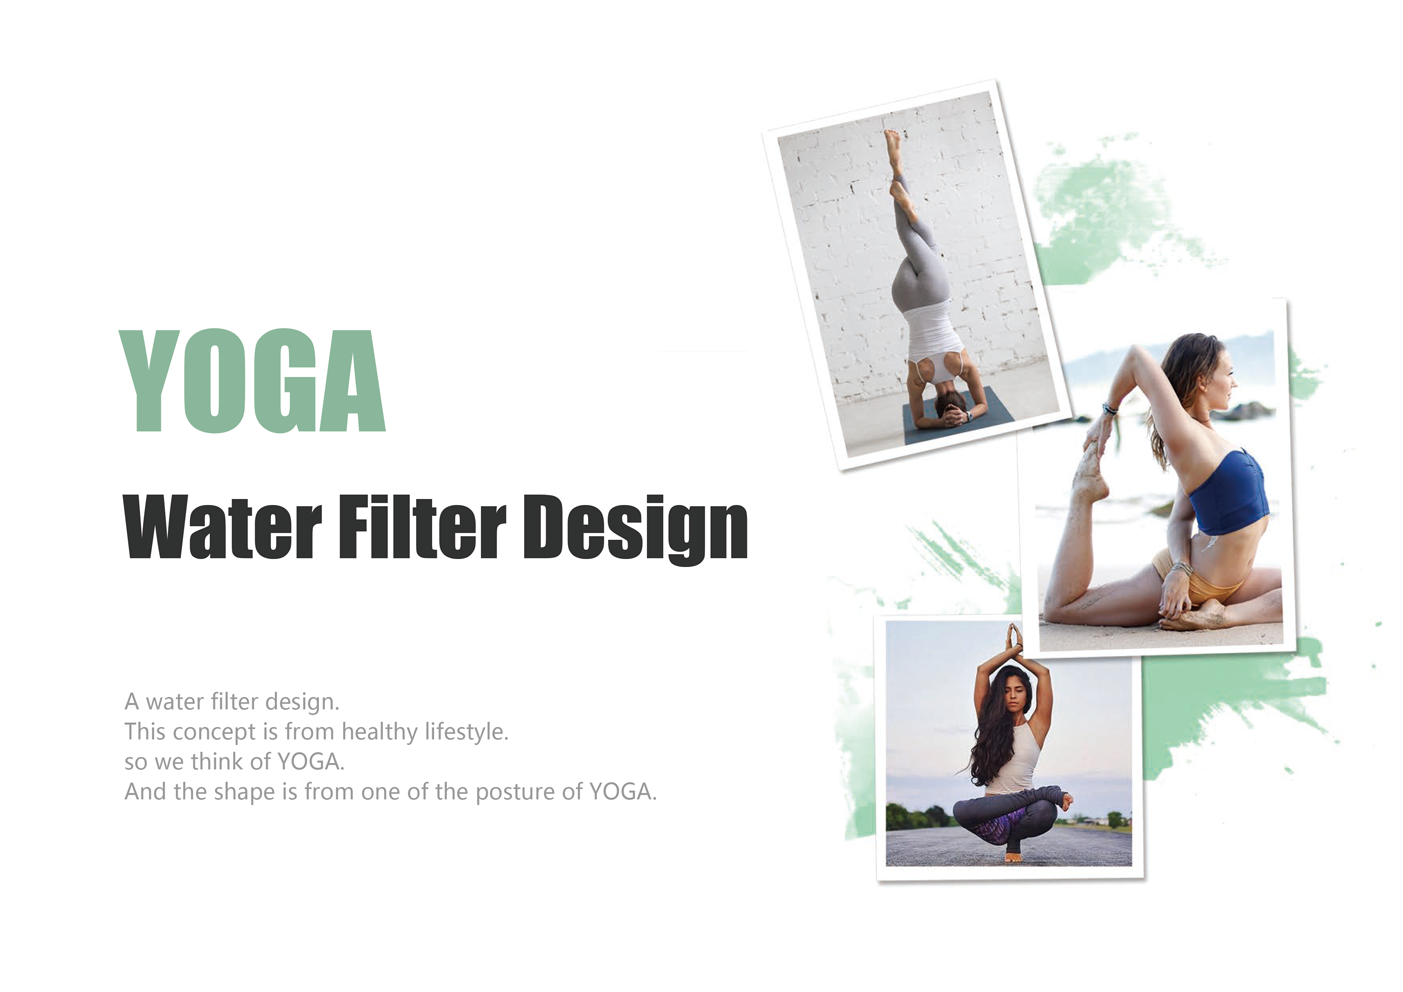 YOGA
Water Filter Design
A water filter design.
This concept is from healthy lifestyle.
so we think of YOGA.
And the shape is from one of the posture of YOGA.